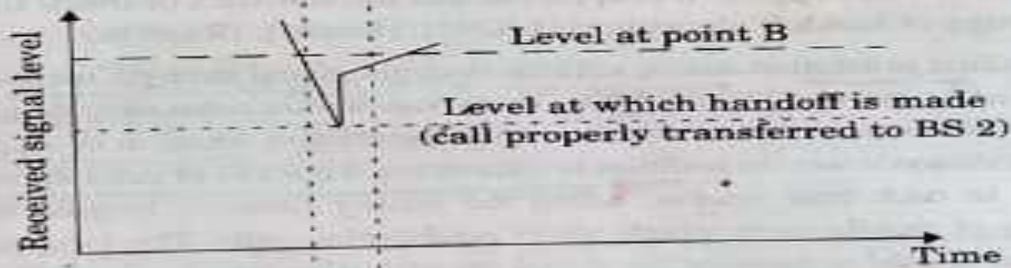 Received signal level
Level at point B
Level at which handoff is made
(call properly transferred to BS 2)
Time